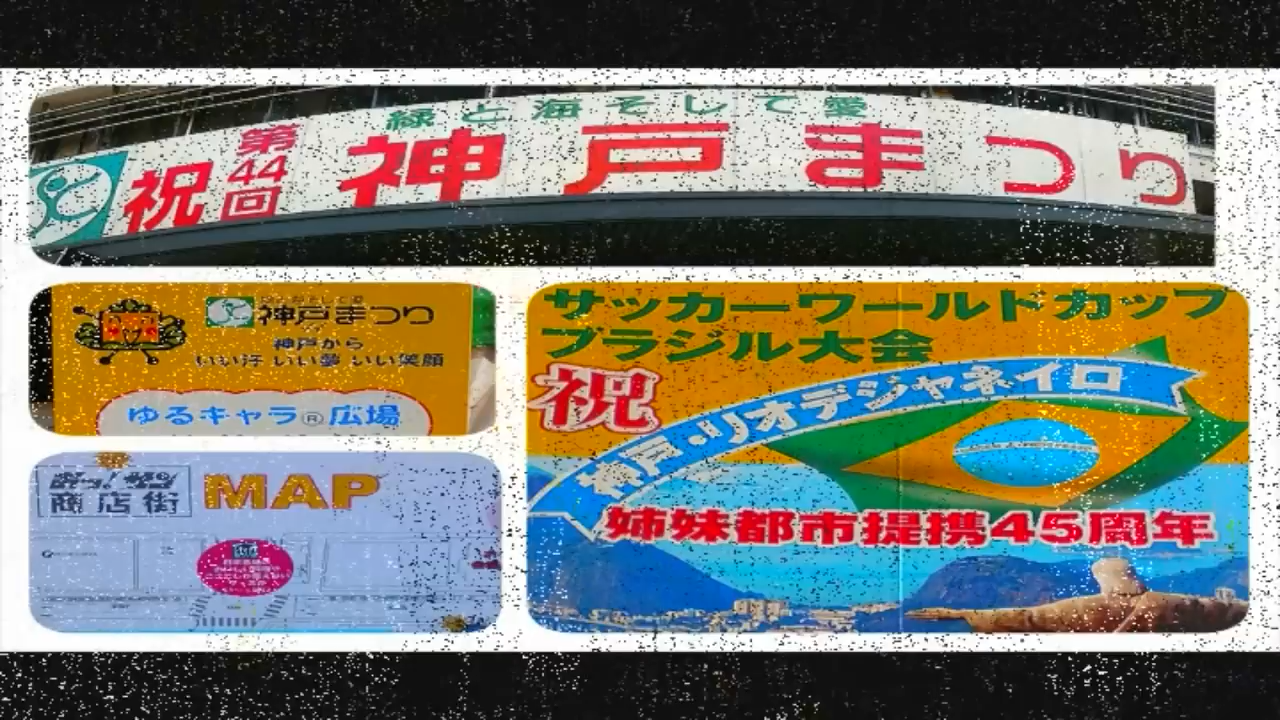 緑と海そして愛
祝 第44回 神戸まつり
神戸まつり
神戸から
いい汗 いい夢 いい笑顔
ゆるキャラ®広場
商店街
MAP
サッカーワールドカップ
ブラジル大会
祝
神戸・リオデジャネイロ
姉妹都市提携45周年